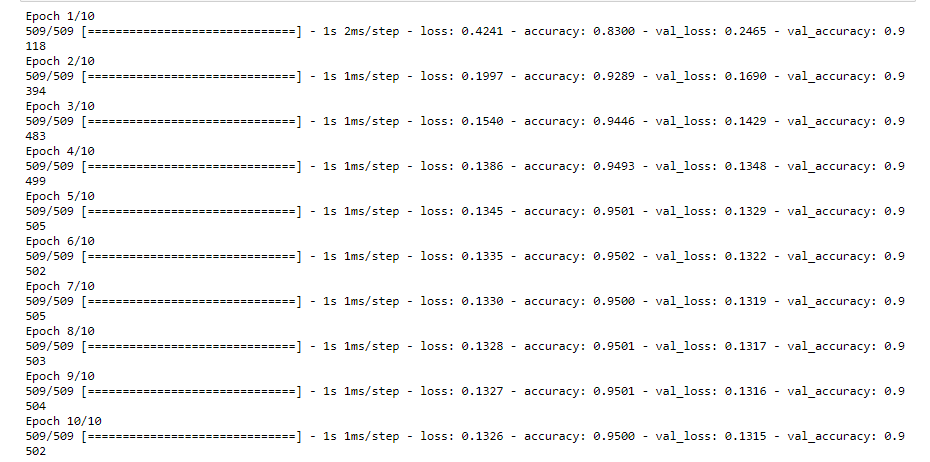 Epoch 1/10
509/509 [==============================] - 1s 2ms/step - loss: 0.4241 - accuracy: 0.8300 - val_loss: 0.2465 - val_accuracy: 0.9
118
Epoch 2/10
509/509 [==============================] - 1s 1ms/step - loss: 0.1997 - accuracy: 0.9289 - val_loss: 0.1690 - val_accuracy: 0.9
394
Epoch 3/10
509/509 [==============================] - 1s 1ms/step - loss: 0.1540 - accuracy: 0.9446 - val_loss: 0.1429 - val_accuracy: 0.9
483
Epoch 4/10
509/509 [==============================] - 1s 1ms/step - loss: 0.1386 - accuracy: 0.9493 - val_loss: 0.1348 - val_accuracy: 0.9
499
Epoch 5/10
509/509 [==============================] - 1s 1ms/step - loss: 0.1345 - accuracy: 0.9501 - val_loss: 0.1329 - val_accuracy: 0.9
505
Epoch 6/10
509/509 [==============================] - 1s 1ms/step - loss: 0.1335 - accuracy: 0.9502 - val_loss: 0.1322 - val_accuracy: 0.9
502
Epoch 7/10
509/509 [==============================] - 1s 1ms/step - loss: 0.1330 - accuracy: 0.9500 - val_loss: 0.1319 - val_accuracy: 0.9
505
Epoch 8/10
509/509 [==============================] - 1s 1ms/step - loss: 0.1328 - accuracy: 0.9501 - val_loss: 0.1317 - val_accuracy: 0.9
503
Epoch 9/10
509/509 [==============================] - 1s 1ms/step - loss: 0.1327 - accuracy: 0.9501 - val_loss: 0.1316 - val_accuracy: 0.9
504
Epoch 10/10
509/509 [==============================] - 1s 1ms/step - loss: 0.1326 - accuracy: 0.9500 - val_loss: 0.1315 - val_accuracy: 0.9
502